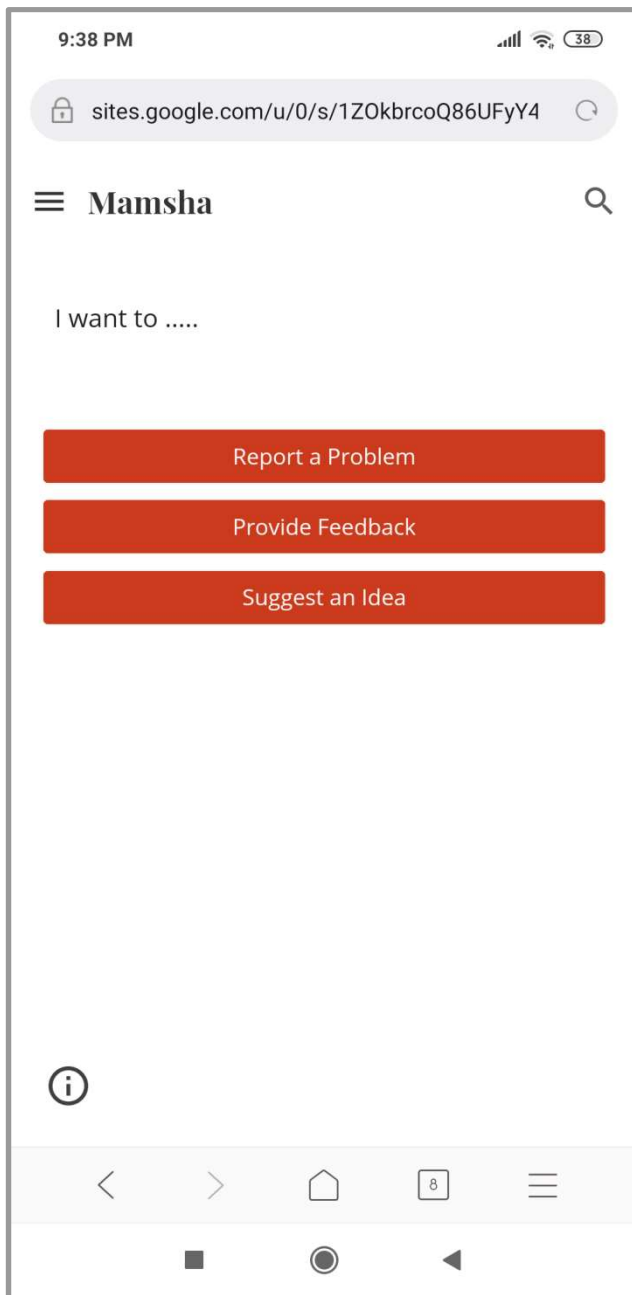 9:38 PM 38
sites.google.com/u/0/s/1ZOkbrcoQ86UFyY4
Mamsha
I want to .....
Report a Problem
Provide Feedback
Suggest an Idea
8